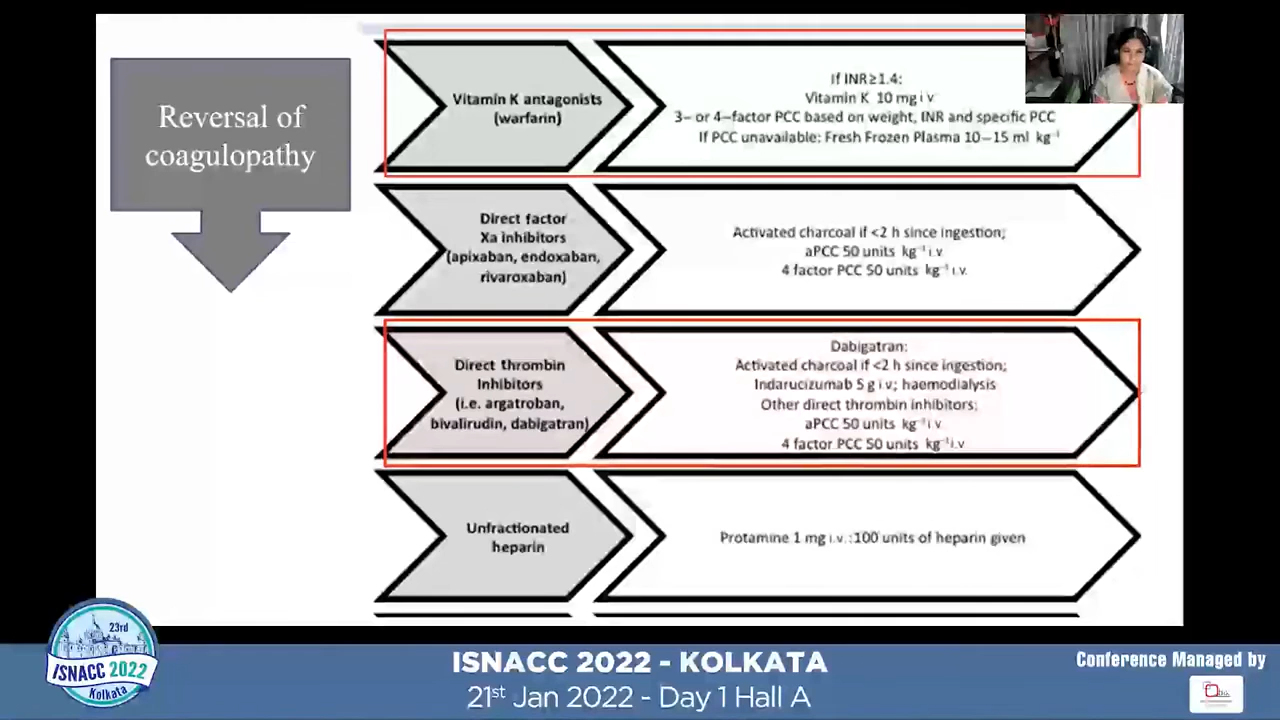 Reversal of
coagulopathy
Vitamin K antagonists
(warfarin)
If INR≥1.4:
Vitamin K 10 mg i v
3– or 4–factor PCC based on weight, INR and specific PCC
If PCC unavailable: Fresh Frozen Plasma 10–15 ml kg⁻¹
Direct factor
Xa inhibitors
(apixaban, endoxaban,
rivaroxaban)
Activated charcoal if <2 h since ingestion;
aPCC 50 units kg⁻¹ i.v
4 factor PCC 50 units kg⁻¹ i.v.
Direct thrombin
Inhibitors
(i.e. argatroban,
bivalirudin, dabigatran)
Dabigatran:
Activated charcoal if <2 h since ingestion;
Indarucizumab 5 g i v; haemodialysis
Other direct thrombin inhibitors:
aPCC 50 units kg⁻¹ i v
4 factor PCC 50 units kg⁻¹ i.v
Unfractionated
heparin
Protamine 1 mg i.v.:100 units of heparin given
23rd
ISNACC 2022
Kolkata
ISNACC 2022 - KOLKATA
21st Jan 2022 - Day 1 Hall A
Conference Managed by